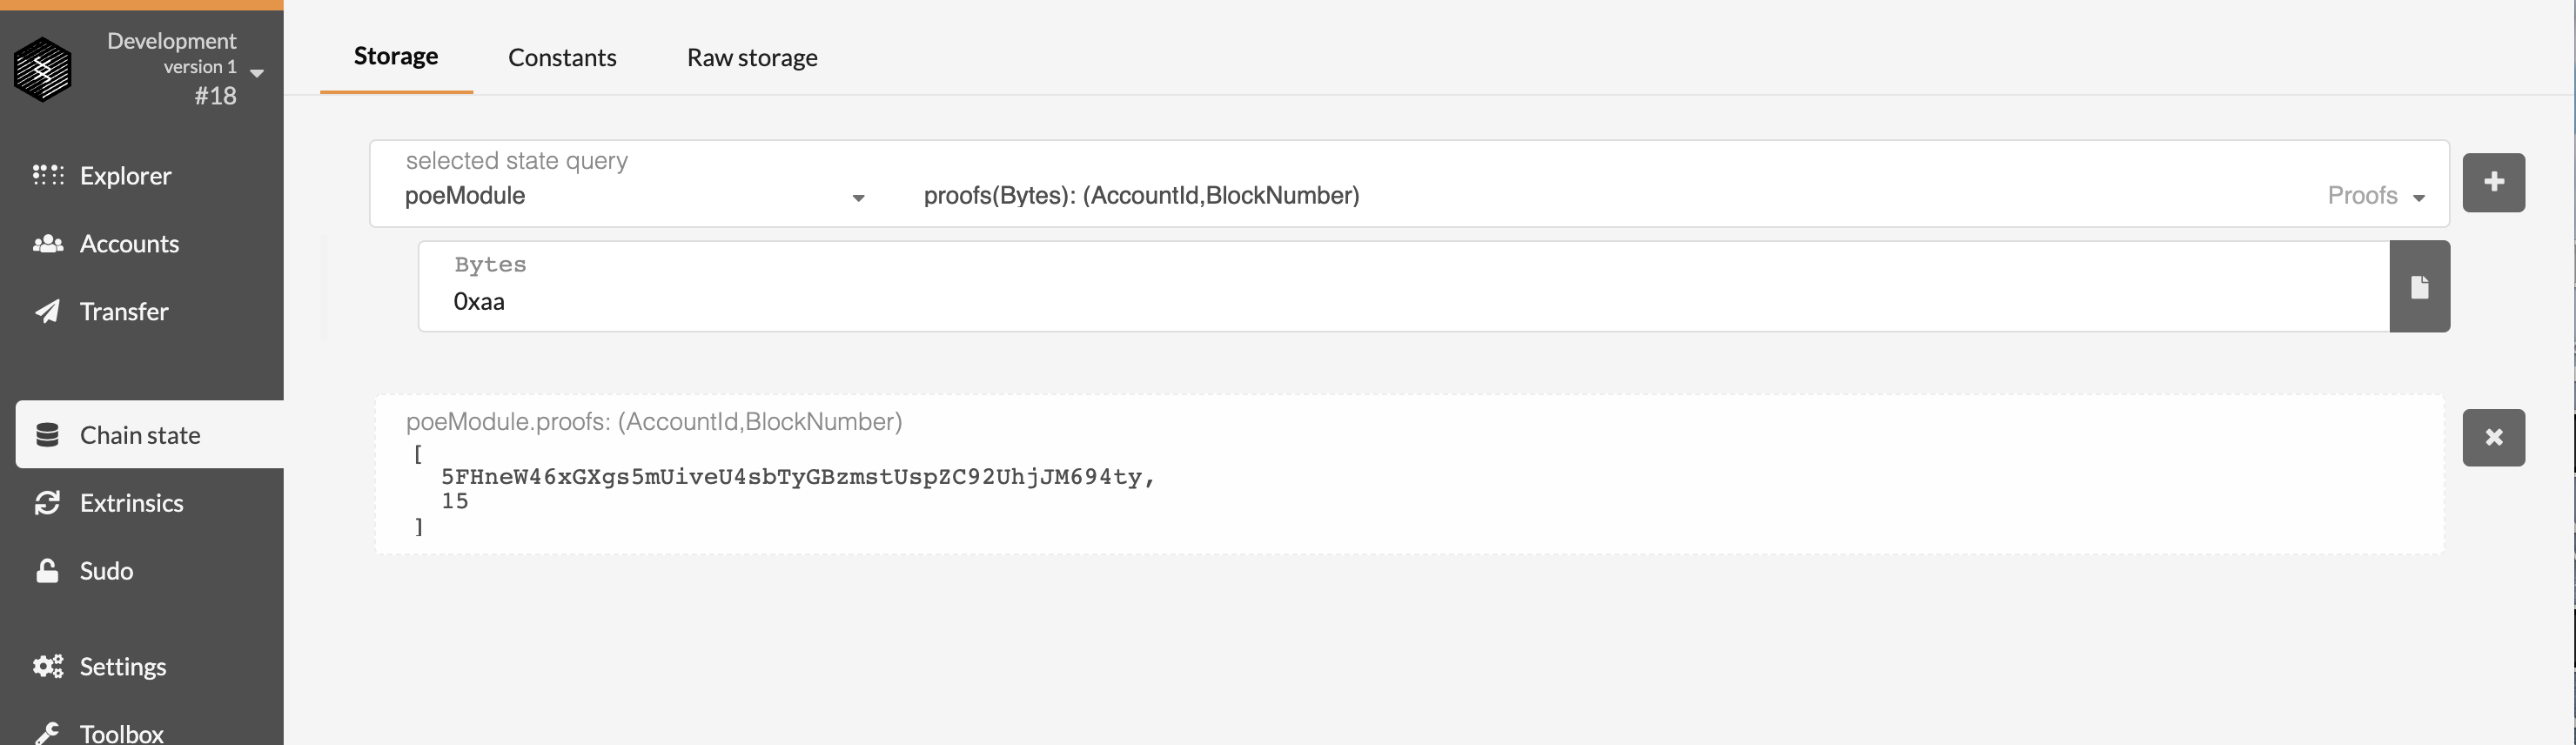 Development
version 1
#18
Explorer
Accounts
Transfer
Chain state
Extrinsics
Sudo
Settings
Toolbox
Storage Constants Raw storage
selected state query
poeModule proofs(Bytes): (AccountId,BlockNumber) Proofs
Bytes
0xaa
poeModule.proofs: (AccountId,BlockNumber)
[
5FHneW46xGXgs5mUiveU4sbTyGBzmstUspZC92UhjJM694ty,
15
]